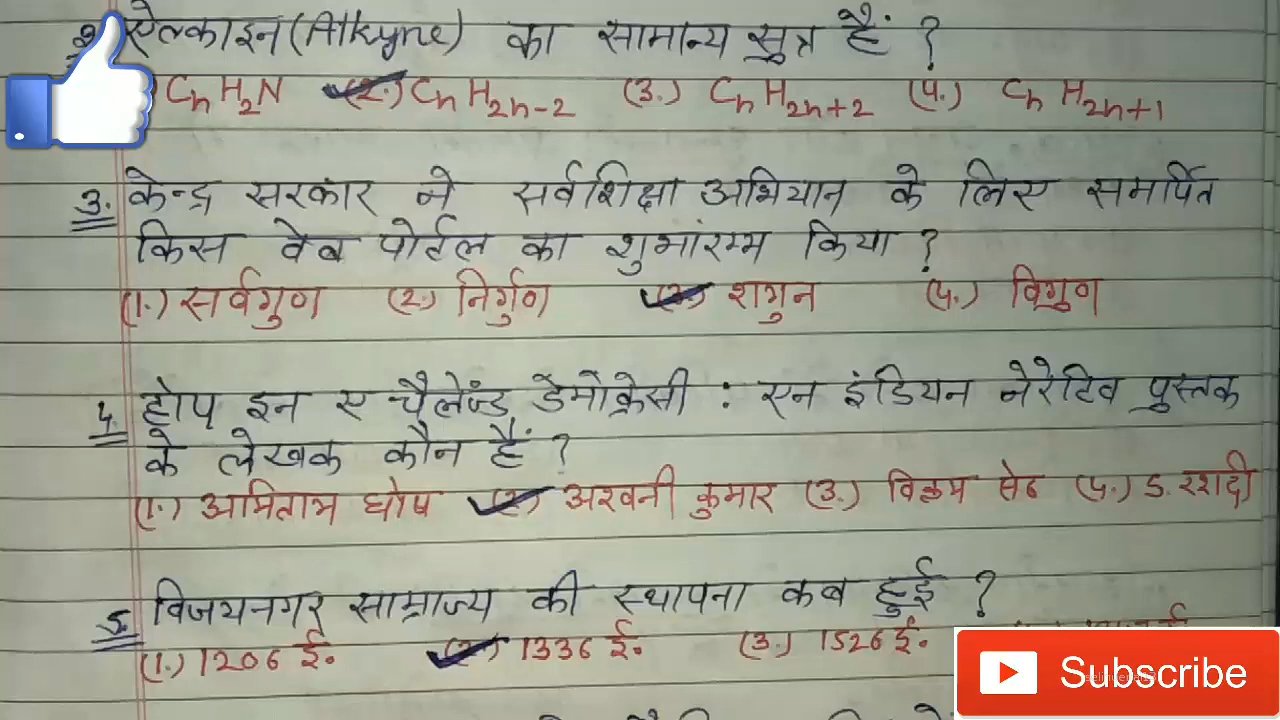 ऐल्काइन (Alkyne) का सामान्य सुत्र हैं ?
CnH2N (2.) CnH2n-2 (3.) CnH2n+2 (4.) CnH2n+1
3. केन्द्र सरकार ने सर्वशिक्षा अभियान के लिए समर्पित
किस वेब पोर्टल का शुभांरम्भ किया ?
(1.) सर्वगुण (2.) निर्गुण (3.) शगुन (4.) विगुण
4. होप इन ए चैलेंज्ड डेमोक्रेसी : एन इंडियन नेरेटिव पुस्तक
के लेखक कौन हैं ?
(1.) अमिताभ घोष (2.) अश्वनी कुमार (3.) विक्रम सेठ (4.) ड. रशदी
5. विजयनगर साम्राज्य की स्थापना कब हुई ?
(1.) 1206 ई. (2.) 1336 ई. (3.) 1526 ई.
Subscribe